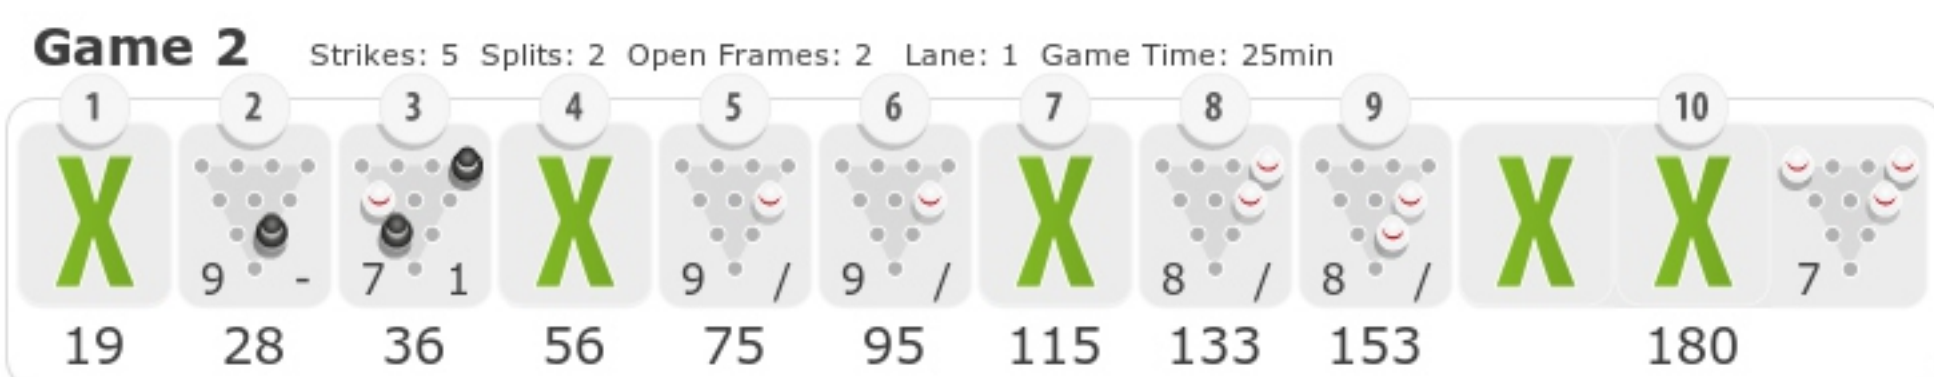 Game 2 Strikes: 5 Splits: 2 Open Frames: 2 Lane: 1 Game Time: 25min
1 2 3 4 5 6 7 8 9 10
X 9 - 7 1 X 9 / 9 / X 8 / 8 / X X 7
19 28 36 56 75 95 115 133 153 180